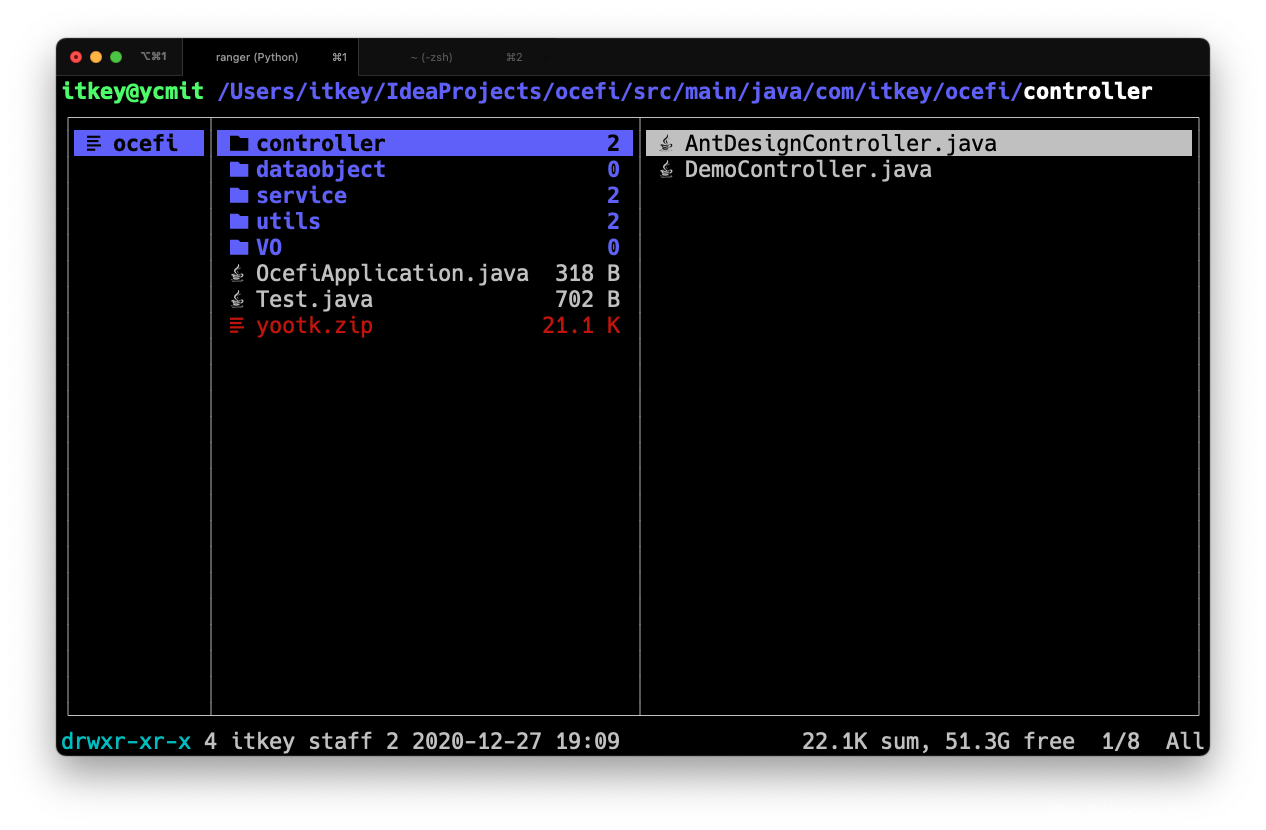 ⌥⌘1 ranger (Python) ⌘1 ~ (-zsh) ⌘2
itkey@ycmit /Users/itkey/IdeaProjects/ocefi/src/main/java/com/itkey/ocefi/controller
ocefi controller 2 AntDesignController.java
dataobject 0 DemoController.java
service 2
utils 2
VO 0
OcefiApplication.java 318 B
Test.java 702 B
yootk.zip 21.1 K
drwxr-xr-x 4 itkey staff 2 2020-12-27 19:09 22.1K sum, 51.3G free 1/8 All